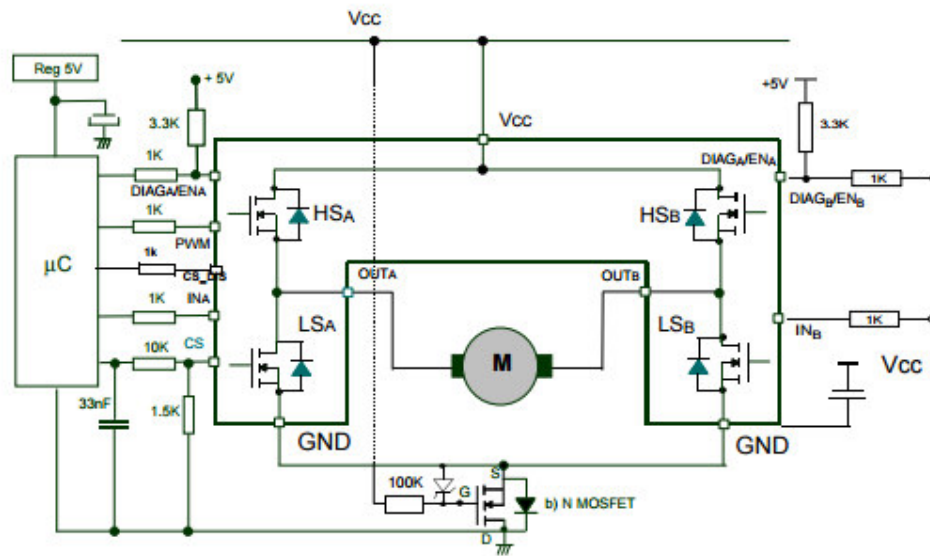 Vcc
Reg 5V
+ 5V
+5V
3.3K
Vcc
3.3K
1K
DIAGA/ENA
DIAGA/ENA
1K
DIAGB/ENB
HSA
HSB
1K
PWM
µC
1k
CS_DIS
OUTA
OUTB
INA
1K
LSA
LSB
INB
1K
M
10K
CS
Vcc
33nF
1.5K
GND
GND
100K
S
G
b) N MOSFET
D